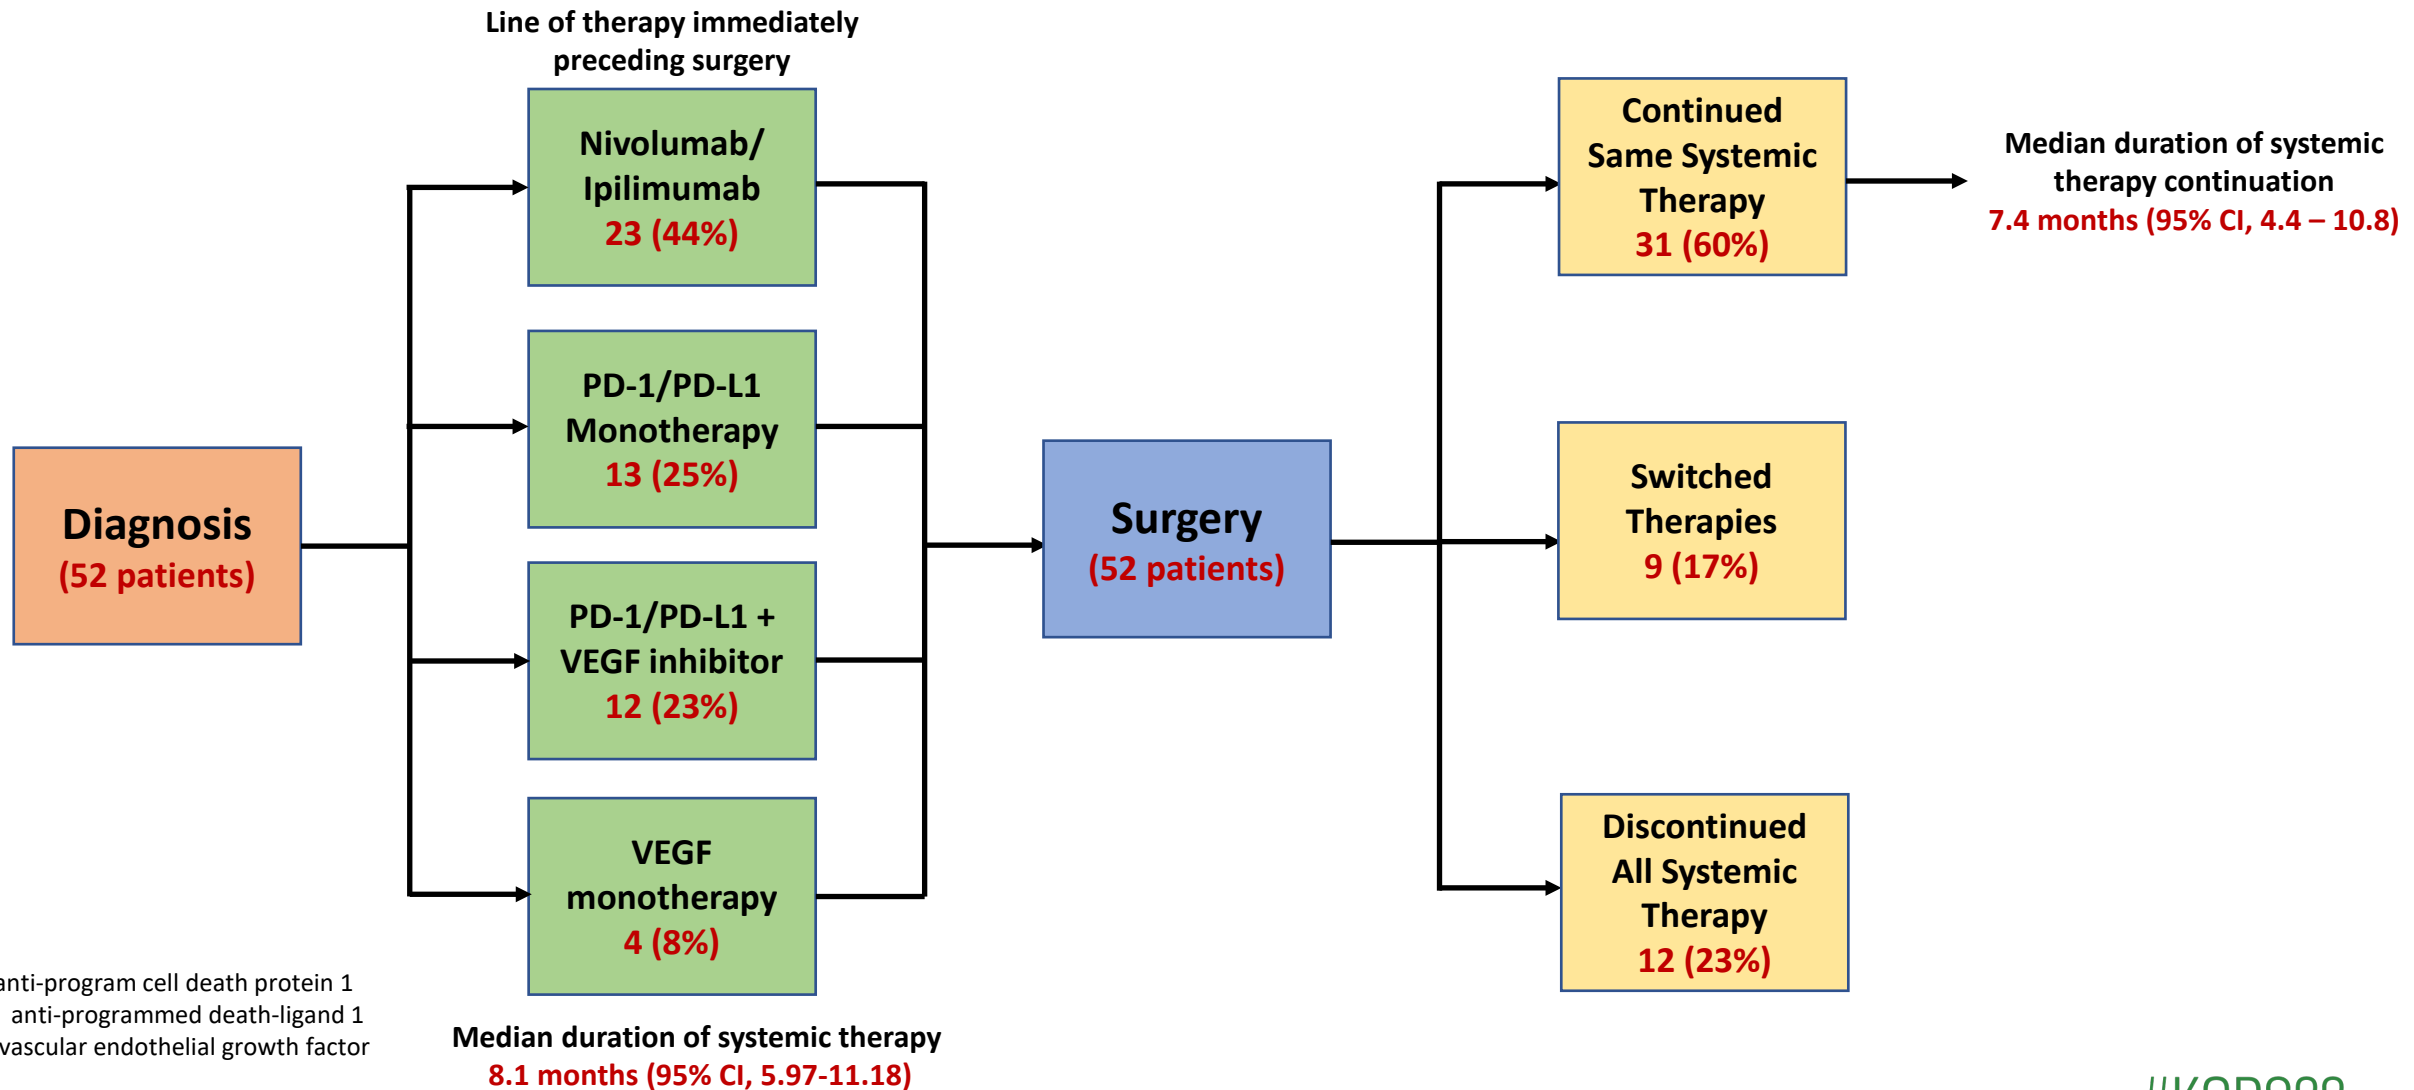 Line of therapy immediately
preceding surgery
Nivolumab/
Ipilimumab
23 (44%)
PD-1/PD-L1
Monotherapy
13 (25%)
Diagnosis
(52 patients)
PD-1/PD-L1 +
VEGF inhibitor
12 (23%)
VEGF
monotherapy
4 (8%)
Median duration of systemic therapy
8.1 months (95% CI, 5.97-11.18)
Surgery
(52 patients)
Continued
Same Systemic
Therapy
31 (60%)
Median duration of systemic
therapy continuation
7.4 months (95% CI, 4.4 – 10.8)
Switched
Therapies
9 (17%)
Discontinued
All Systemic
Therapy
12 (23%)
anti-program cell death protein 1
anti-programmed death-ligand 1
vascular endothelial growth factor